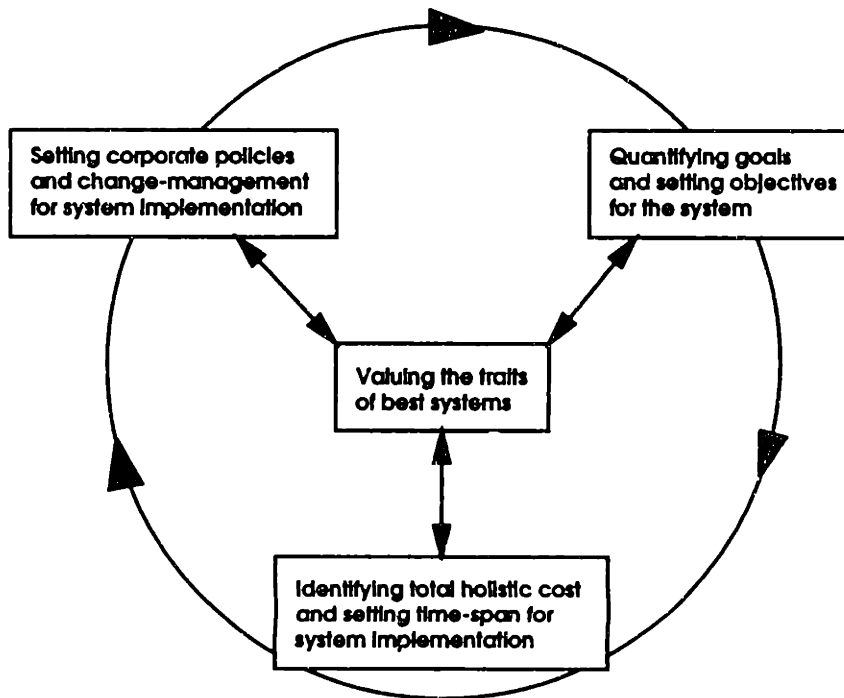 Setting corporate policies
and change-management
for system implementation
Quantifying goals
and setting objectives
for the system
Valuing the traits
of best systems
Identifying total holistic cost
and setting time-span for
system implementation